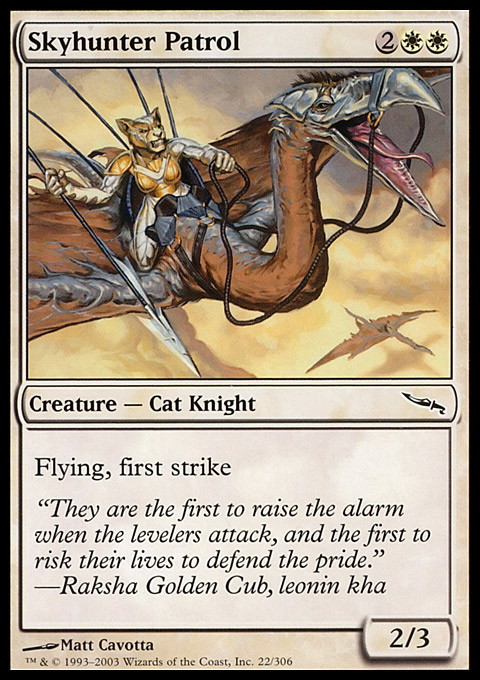 Skyhunter Patrol 2
Creature — Cat Knight
Flying, first strike
“They are the first to raise the alarm
when the levelers attack, and the first to
risk their lives to defend the pride.”
—Raksha Golden Cub, leonin kha
2/3
Matt Cavotta
™ & © 1993–2003 Wizards of the Coast, Inc. 22/306